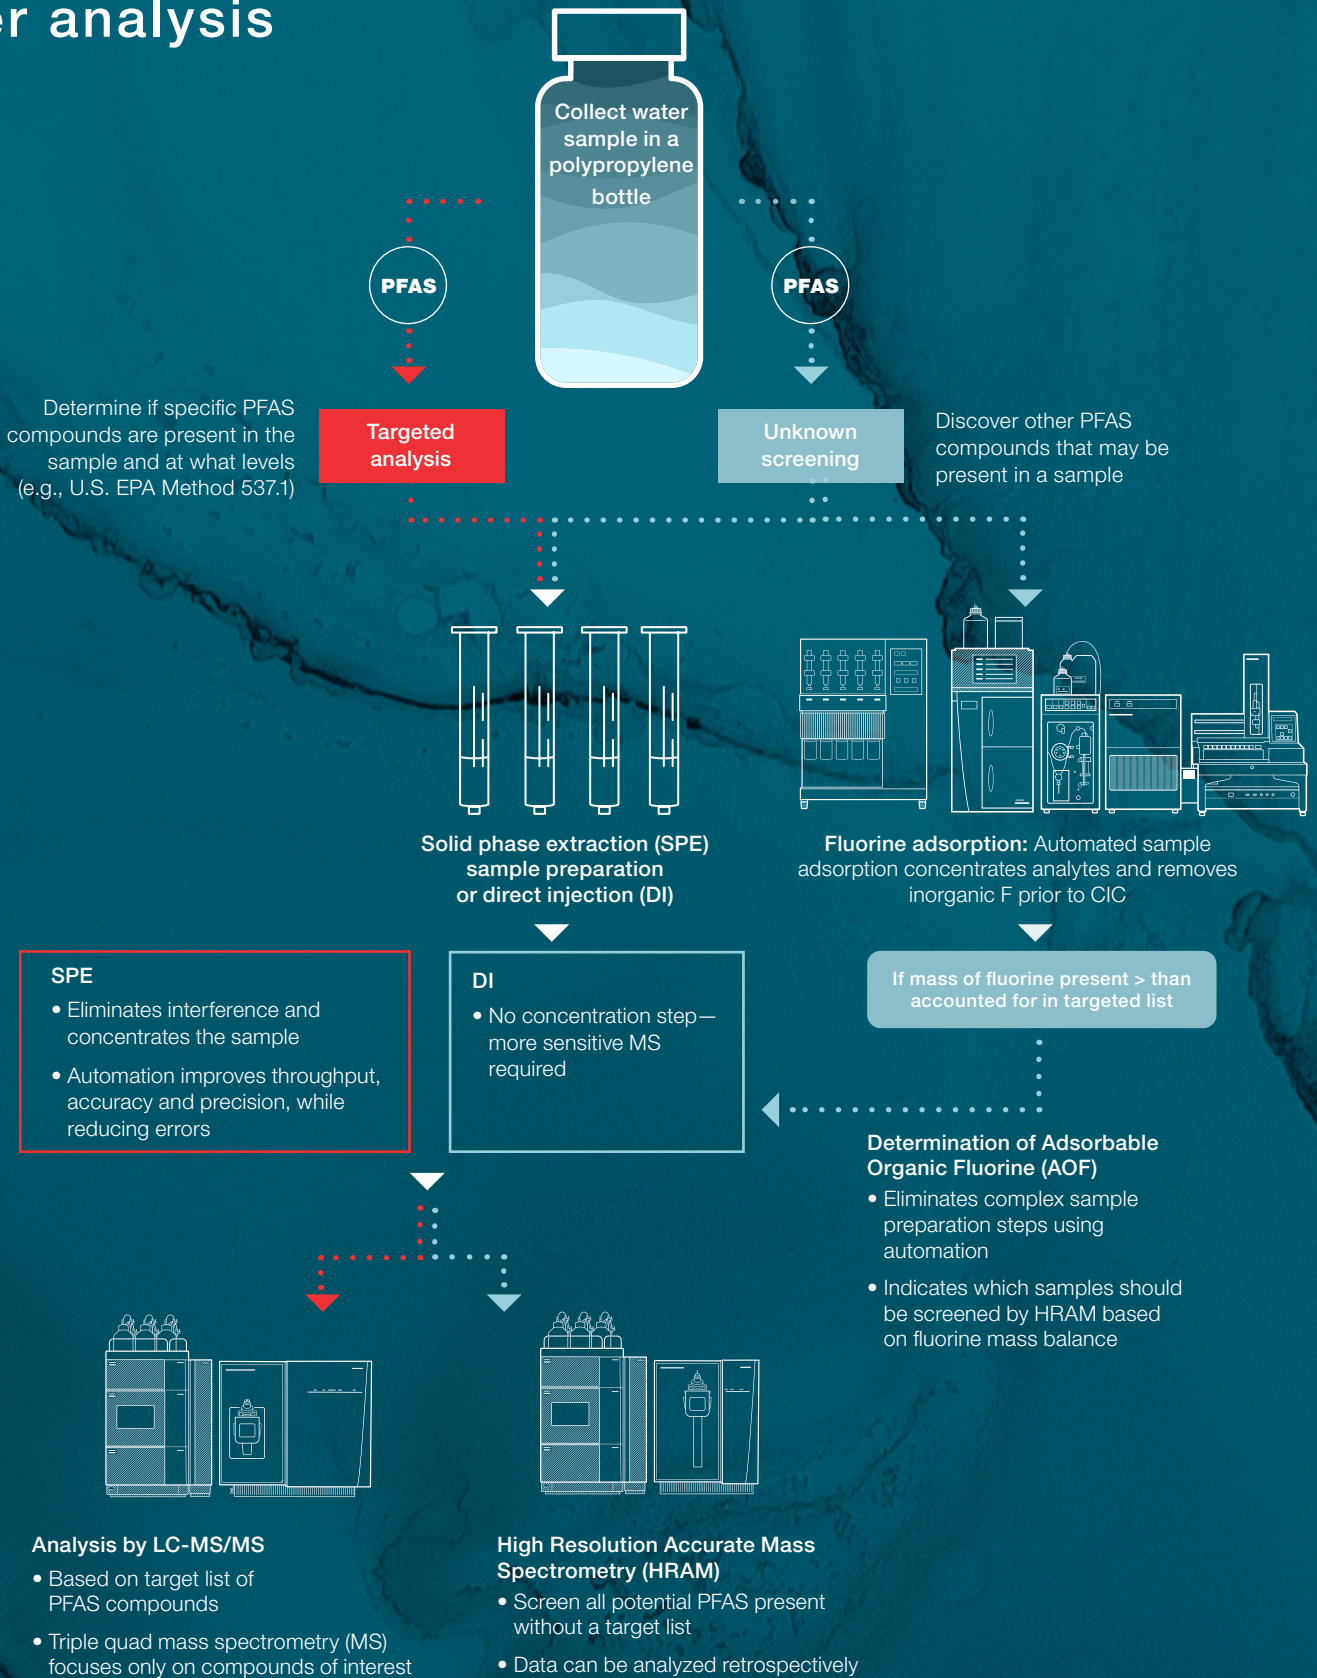 er analysis
Collect water
sample in a
polypropylene
bottle
PFAS
PFAS
Determine if specific PFAS
compounds are present in the
sample and at what levels
(e.g., U.S. EPA Method 537.1)
Targeted
analysis
Unknown
screening
Discover other PFAS
compounds that may be
present in a sample
Solid phase extraction (SPE)
sample preparation
or direct injection (DI)
Fluorine adsorption: Automated sample
adsorption concentrates analytes and removes
inorganic F prior to CIC
SPE
• Eliminates interference and
concentrates the sample
• Automation improves throughput,
accuracy and precision, while
reducing errors
DI
• No concentration step—
more sensitive MS
required
If mass of fluorine present > than
accounted for in targeted list
Determination of Adsorbable
Organic Fluorine (AOF)
• Eliminates complex sample
preparation steps using
automation
• Indicates which samples should
be screened by HRAM based
on fluorine mass balance
Analysis by LC-MS/MS
• Based on target list of
PFAS compounds
• Triple quad mass spectrometry (MS)
focuses only on compounds of interest
High Resolution Accurate Mass
Spectrometry (HRAM)
• Screen all potential PFAS present
without a target list
• Data can be analyzed retrospectively